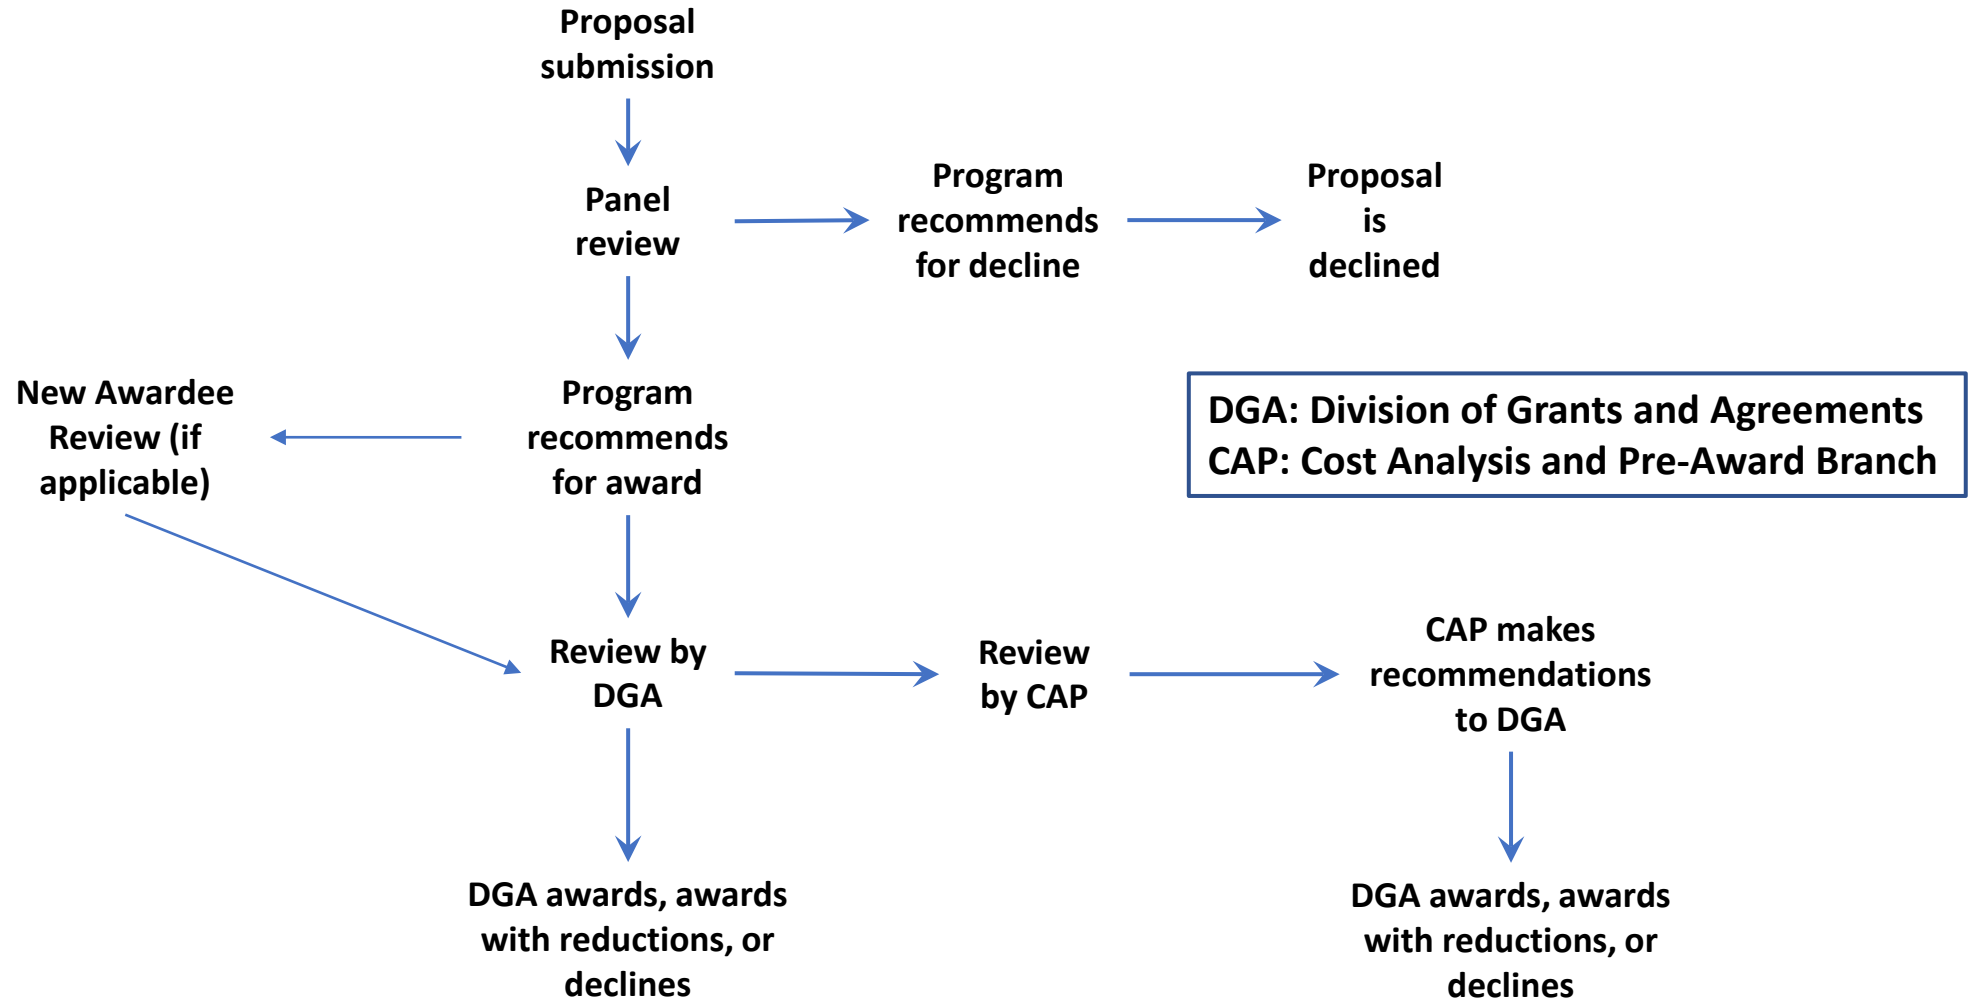 Proposal
submission
Panel
review
Program
recommends
for decline
Proposal
is
declined
New Awardee
Review (if
applicable)
Program
recommends
for award
DGA: Division of Grants and Agreements
CAP: Cost Analysis and Pre-Award Branch
Review by
DGA
Review
by CAP
CAP makes
recommendations
to DGA
DGA awards, awards
with reductions, or
declines
DGA awards, awards
with reductions, or
declines